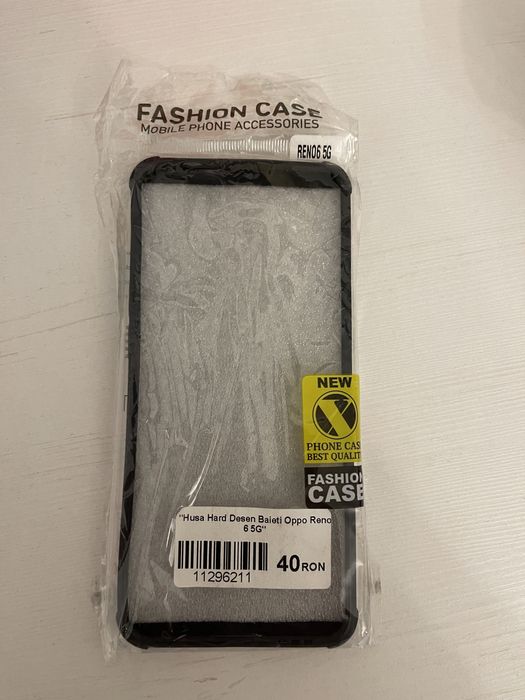 FASHION CASE
MOBILE PHONE ACCESSORIES
RENO6 5G
NEW
X
PHONE CAS
BEST QUALIT
FASHION
CASE
"Husa Hard Desen Baieti Oppo Reno
6 5G"
40 RON
11296211